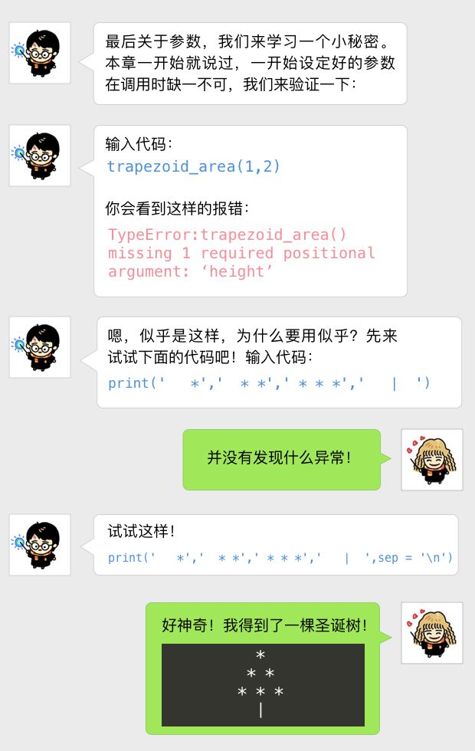 最后关于参数，我们来学习一个小秘密。
本章一开始就说过，一开始设定好的参数
在调用时缺一不可，我们来验证一下：
输入代码：
trapezoid_area(1,2)
你会看到这样的报错：
TypeError:trapezoid_area()
missing 1 required positional
argument: ‘height’
嗯，似乎是这样，为什么要用似乎？先来
试试下面的代码吧！输入代码：
print('   *','  * *',' * * *','   |  ')
并没有发现什么异常！
试试这样！
print('   *','  * *',' * * *','   |  ',sep = '\n')
好神奇！我得到了一棵圣诞树！
*
* *
* * *
|